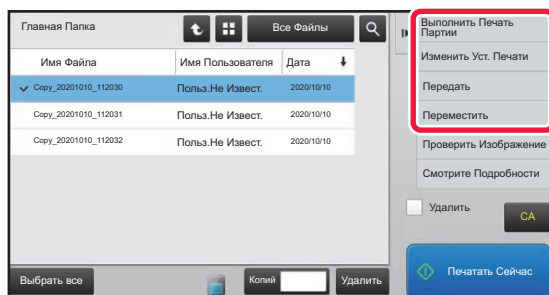 Главная Папка
Все Файлы
Имя Файла
Имя Пользователя
Дата
Copy_20201010_112030
Польз.Не Извест.
2020/10/10
Copy_20201010_112031
Польз.Не Извест.
2020/10/10
Copy_20201010_112032
Польз.Не Извест.
2020/10/10
Выбрать все
Копий
Удалить
Выполнить Печать
Партии
Изменить Уст. Печати
Передать
Переместить
Проверить Изображение
Смотрите Подробности
Удалить
CA
Печатать Сейчас